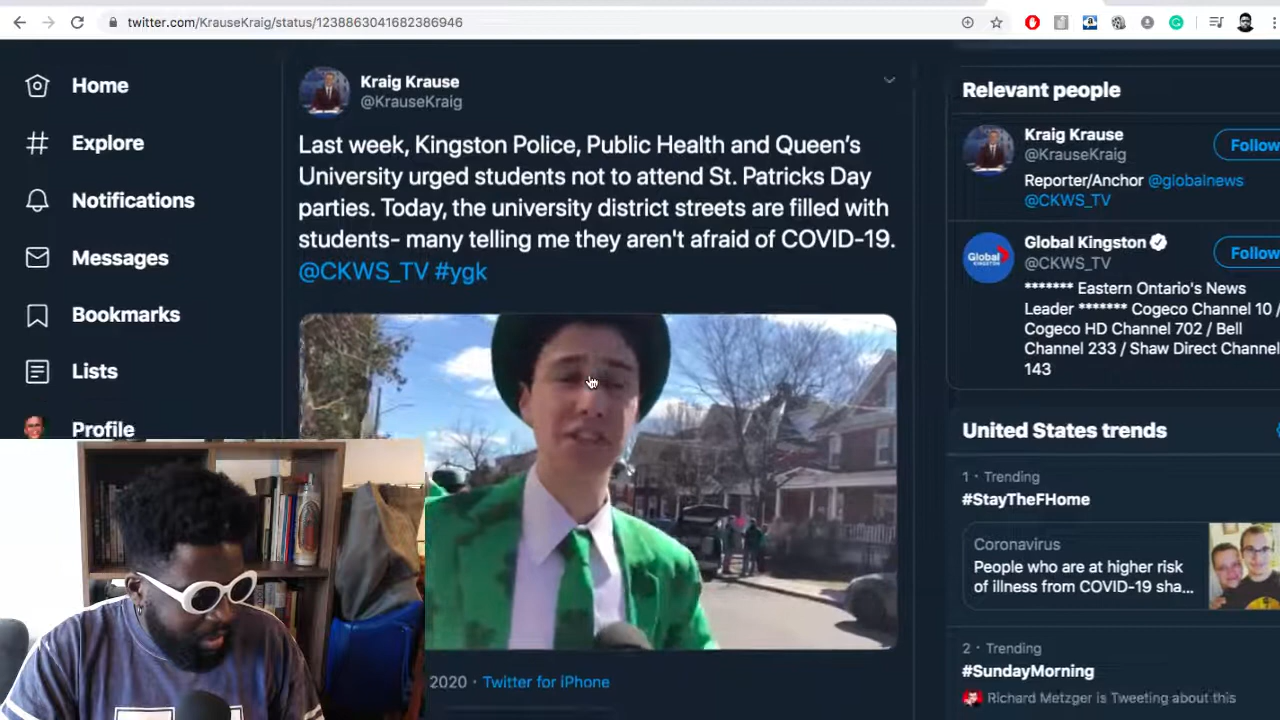 twitter.com/KrauseKraig/status/1238863041682386946
Home
Explore
Notifications
Messages
Bookmarks
Lists
Profile
Kraig Krause
@KrauseKraig
Last week, Kingston Police, Public Health and Queen's
University urged students not to attend St. Patricks Day
parties. Today, the university district streets are filled with
students- many telling me they aren't afraid of COVID-19.
@CKWS_TV #ygk
2020 · Twitter for iPhone
Relevant people
Kraig Krause
@KrauseKraig
Follow
Reporter/Anchor @globalnews
@CKWS_TV
Global
Global Kingston
@CKWS_TV
Follow
******* Eastern Ontario's News
Leader ******* Cogeco Channel 10 /
Cogeco HD Channel 702 / Bell
Channel 233 / Shaw Direct Channel
143
United States trends
1 · Trending
#StayTheFHome
Coronavirus
People who are at higher risk
of illness from COVID-19 sha...
2 · Trending
#SundayMorning
Richard Metzger is Tweeting about this